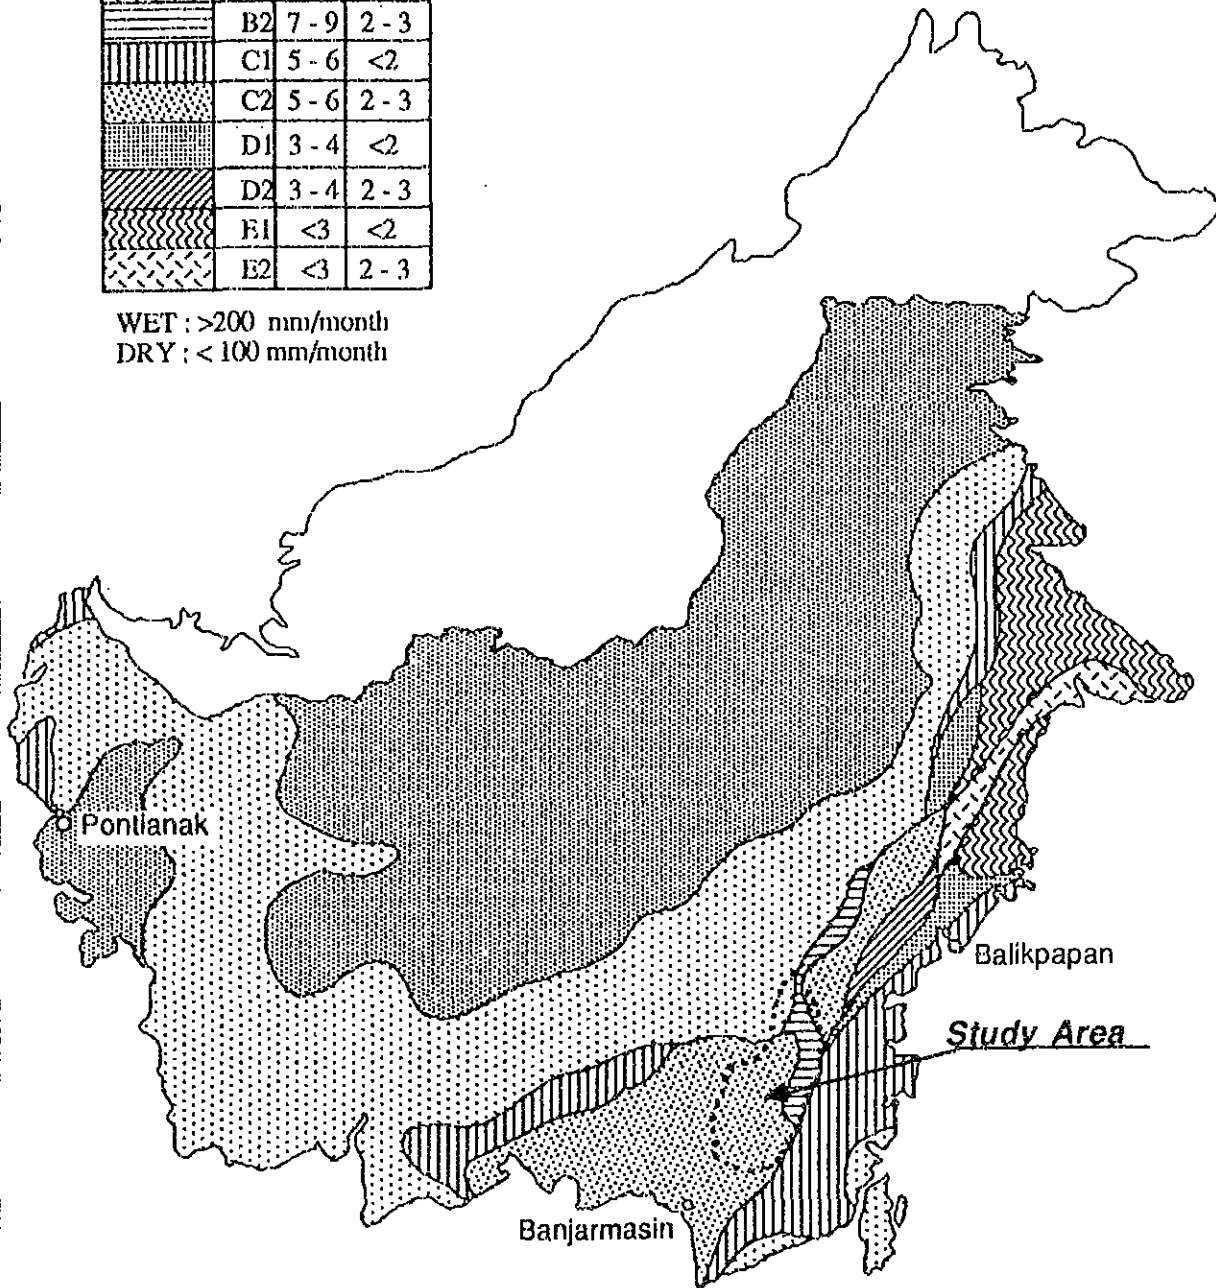 B2 7 - 9 2 - 3
C1 5 - 6 <2
C2 5 - 6 2 - 3
D1 3 - 4 <2
D2 3 - 4 2 - 3
E1 <3 <2
E2 <3 2 - 3
WET : >200 mm/month
DRY : < 100 mm/month
Pontianak
Balikpapan
Study Area
Banjarmasin